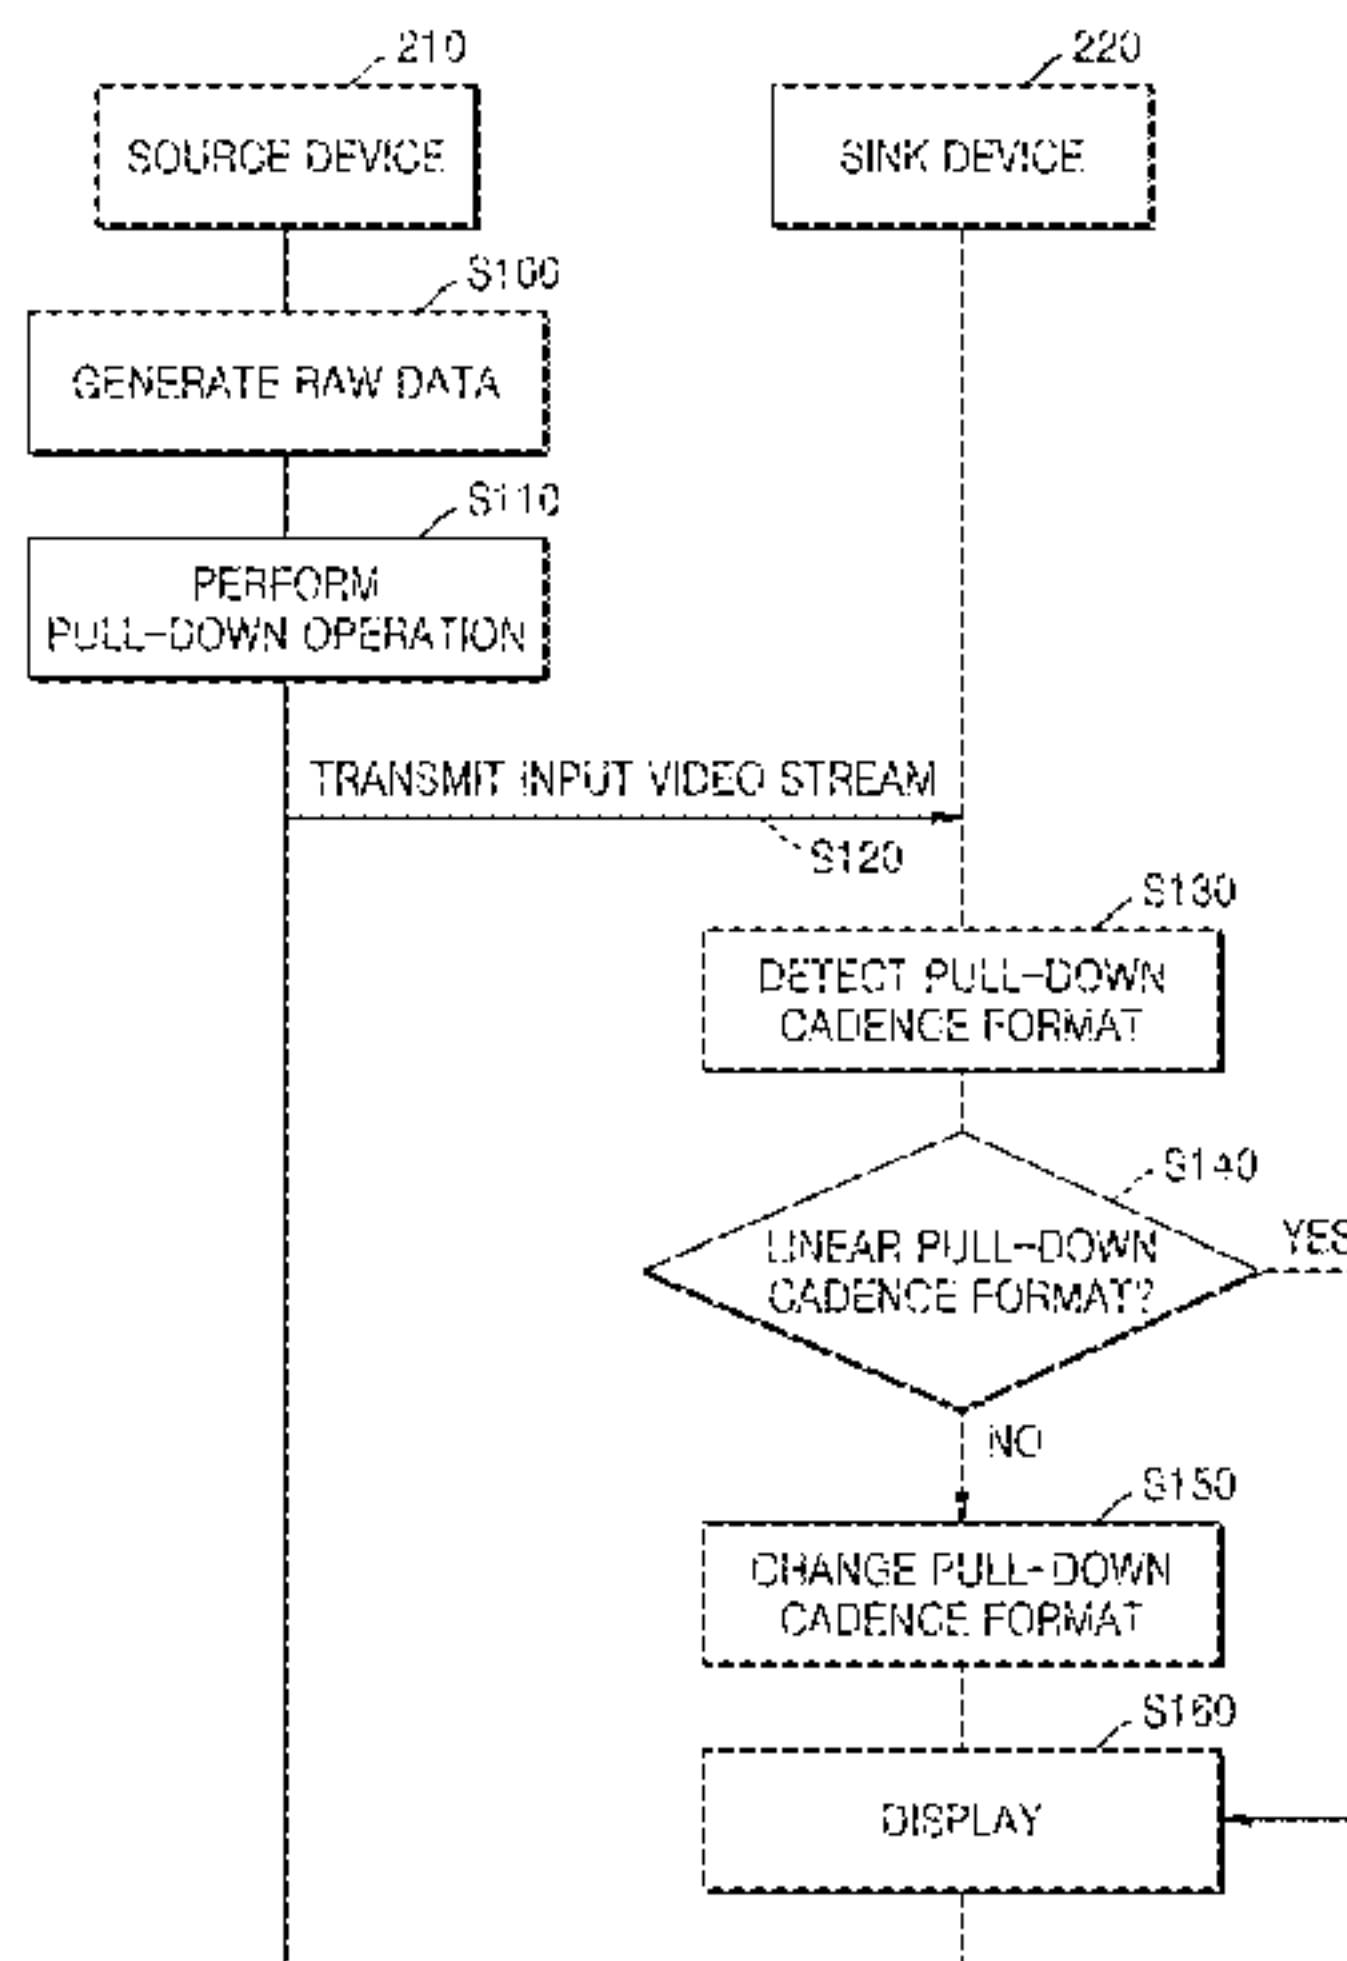 210
220
SOURCE DEVICE
SINK DEVICE
S100
GENERATE RAW DATA
S110
PERFORM
PULL-DOWN OPERATION
TRANSMIT INPUT VIDEO STREAM
S120
S130
DETECT PULL-DOWN
CADENCE FORMAT
S140
LINEAR PULL-DOWN
CADENCE FORMAT?
YES
NO
S150
CHANGE PULL-DOWN
CADENCE FORMAT
S160
DISPLAY